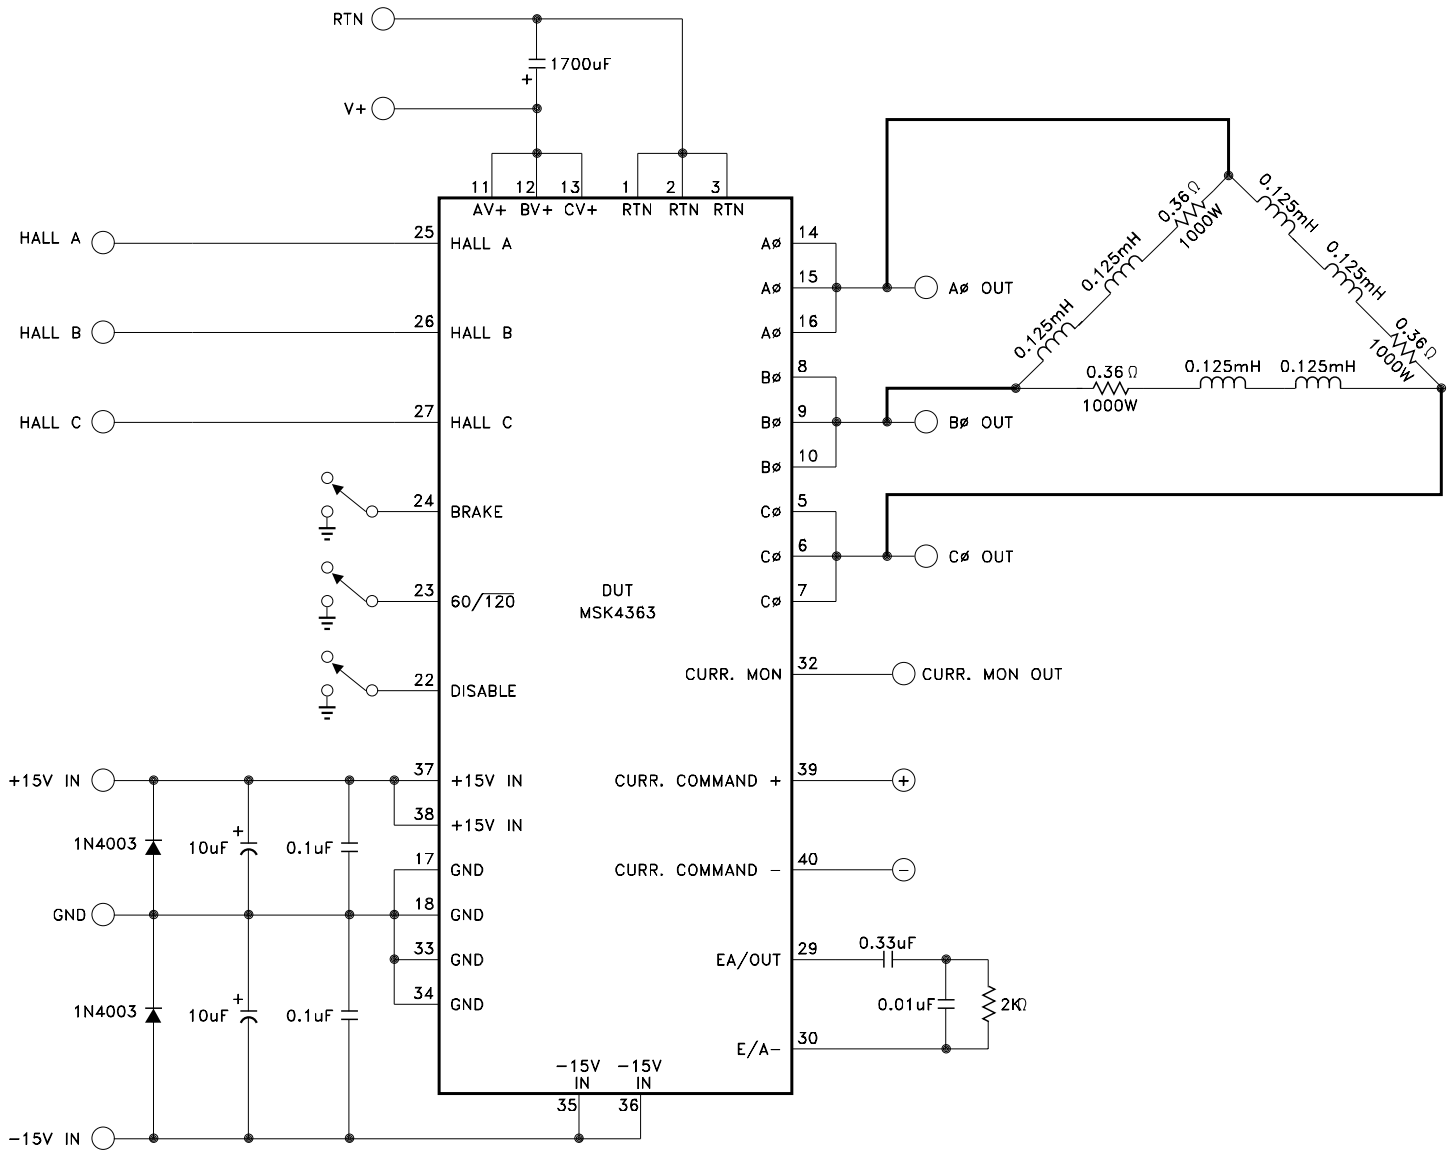 RTN
1700uF
+
V+
11 12 13 1 2 3
AV+ BV+ CV+ RTN RTN RTN
HALL A
25
HALL A
HALL B
26
HALL B
HALL C
27
HALL C
24
BRAKE
23
60/120
22
DISABLE
DUT
MSK4363
+15V IN
37
+15V IN
38
+15V IN
1N4003
+
10uF
0.1uF
17
GND
GND
18
GND
33
GND
34
GND
1N4003
+
10uF
0.1uF
-15V IN
-15V
IN
35
-15V
IN
36
AØ
14
AØ
15
AØ
16
AØ OUT
BØ
8
BØ
9
BØ
10
BØ OUT
CØ
5
CØ
6
CØ
7
CØ OUT
CURR. MON
32
CURR. MON OUT
CURR. COMMAND +
39
+
CURR. COMMAND -
40
-
EA/OUT
29
0.33uF
0.01uF
2KΩ
E/A-
30
0.36Ω
1000W
0.125mH
0.125mH
0.125mH
0.125mH
0.36Ω
1000W
0.36Ω
1000W
0.125mH
0.125mH